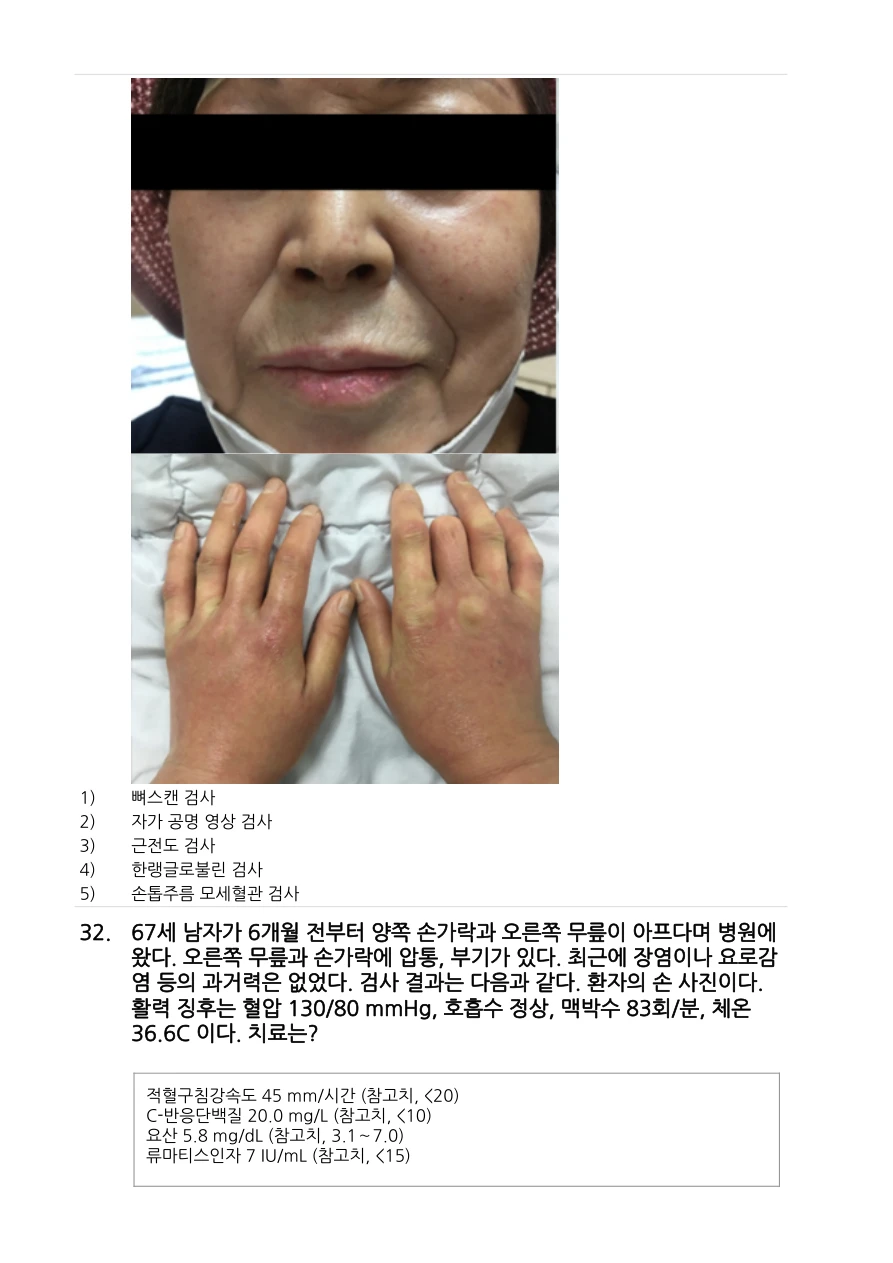 1) 뼈스캔 검사
2) 자가 공명 영상 검사
3) 근전도 검사
4) 한랭글로불린 검사
5) 손톱주름 모세혈관 검사
32. 67세 남자가 6개월 전부터 양쪽 손가락과 오른쪽 무릎이 아프다며 병원에
왔다. 오른쪽 무릎과 손가락에 압통, 부기가 있다. 최근에 장염이나 요로감
염 등의 과거력은 없었다. 검사 결과는 다음과 같다. 환자의 손 사진이다.
활력 징후는 혈압 130/80 mmHg, 호흡수 정상, 맥박수 83회/분, 체온
36.6C 이다. 치료는?
적혈구침강속도 45 mm/시간 (참고치, <20)
C-반응단백질 20.0 mg/L (참고치, <10)
요산 5.8 mg/dL (참고치, 3.1~7.0)
류마티스인자 7 IU/mL (참고치, <15)